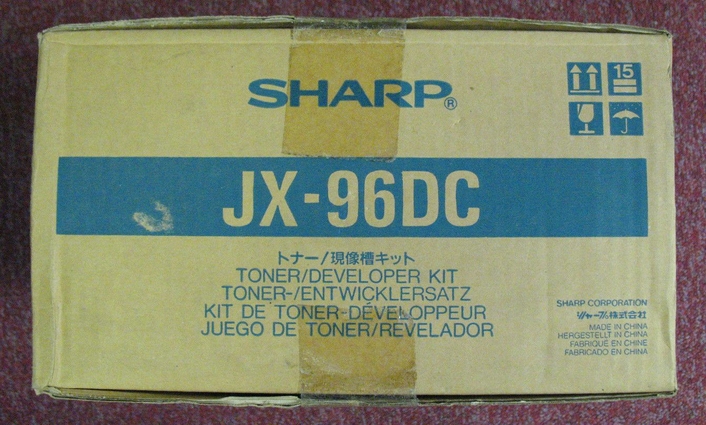 SHARP®
15
JX-96DC
トナー/現像槽キット
TONER/DEVELOPER KIT
TONER-/ENTWICKLERSATZ
KIT DE TONER-DÉVELOPPEUR
JUEGO DE TONER/REVELADOR
SHARP CORPORATION
シャープ株式会社
MADE IN CHINA
HERGESTELLT IN CHINA
FABRIQUÉ EN CHINE
FABRICADO EN CHINA